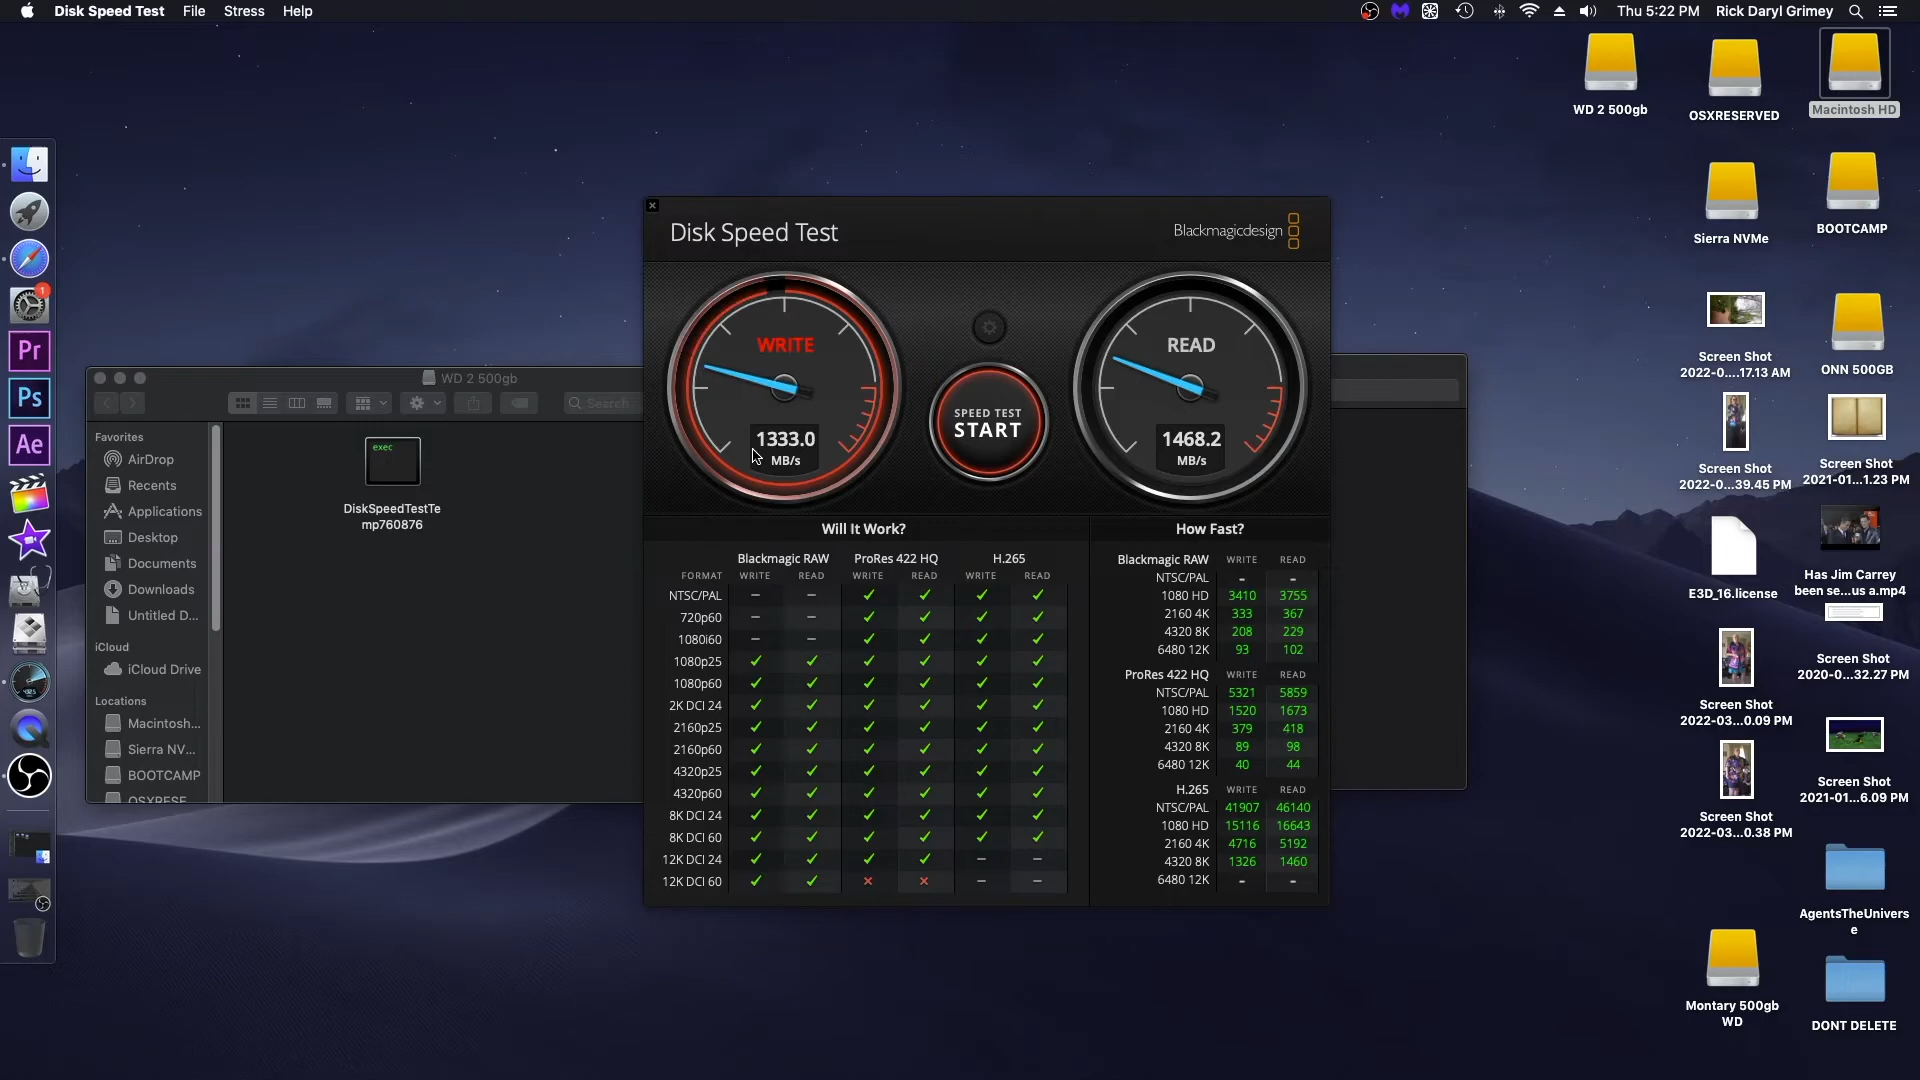 Disk Speed Test File Stress Help
Thu 5:22 PM Rick Daryl Grimey
WD 2 500gb
OSXRESERVED
Macintosh HD
Sierra NVMe
BOOTCAMP
Screen Shot
2022-0....17.13 AM
ONN 500GB
Screen Shot
2022-0...39.45 PM
Screen Shot
2021-01...1.23 PM
E3D_16.license
Has Jim Carrey
been se...us a.mp4
Screen Shot
2022-03...0.09 PM
Screen Shot
2020-0...32.27 PM
Screen Shot
2022-03...0.38 PM
Screen Shot
2021-01...6.09 PM
AgentsTheUnivers
e
Montary 500gb
WD
DONT DELETE
1
Pr
Ps
Ae
WD 2 500gb
Search
Favorites
AirDrop
Recents
Applications
Desktop
Documents
Downloads
Untitled D...
iCloud
iCloud Drive
Locations
Macintosh...
Sierra NV...
BOOTCAMP
OSXRESE...
exec
DiskSpeedTestTe
mp760876
Disk Speed Test
Blackmagicdesign
WRITE
1333.0
MB/s
SPEED TEST
START
READ
1468.2
MB/s
Will It Work?
Blackmagic RAW ProRes 422 HQ H.265
FORMAT WRITE READ WRITE READ WRITE READ
NTSC/PAL – – ✓ ✓ ✓ ✓
720p60 – – ✓ ✓ ✓ ✓
1080i60 – – ✓ ✓ ✓ ✓
1080p25 ✓ ✓ ✓ ✓ ✓ ✓
1080p60 ✓ ✓ ✓ ✓ ✓ ✓
2K DCI 24 ✓ ✓ ✓ ✓ ✓ ✓
2160p25 ✓ ✓ ✓ ✓ ✓ ✓
2160p60 ✓ ✓ ✓ ✓ ✓ ✓
4320p25 ✓ ✓ ✓ ✓ ✓ ✓
4320p60 ✓ ✓ ✓ ✓ ✓ ✓
8K DCI 24 ✓ ✓ ✓ ✓ ✓ ✓
8K DCI 60 ✓ ✓ ✓ ✓ ✓ ✓
12K DCI 24 ✓ ✓ ✓ ✓ – –
12K DCI 60 ✓ ✓ × × – –
How Fast?
Blackmagic RAW WRITE READ
NTSC/PAL - -
1080 HD 3410 3755
2160 4K 333 367
4320 8K 208 229
6480 12K 93 102
ProRes 422 HQ WRITE READ
NTSC/PAL 5321 5859
1080 HD 1520 1673
2160 4K 379 418
4320 8K 89 98
6480 12K 40 44
H.265 WRITE READ
NTSC/PAL 41907 46140
1080 HD 15116 16643
2160 4K 4716 5192
4320 8K 1326 1460
6480 12K - -